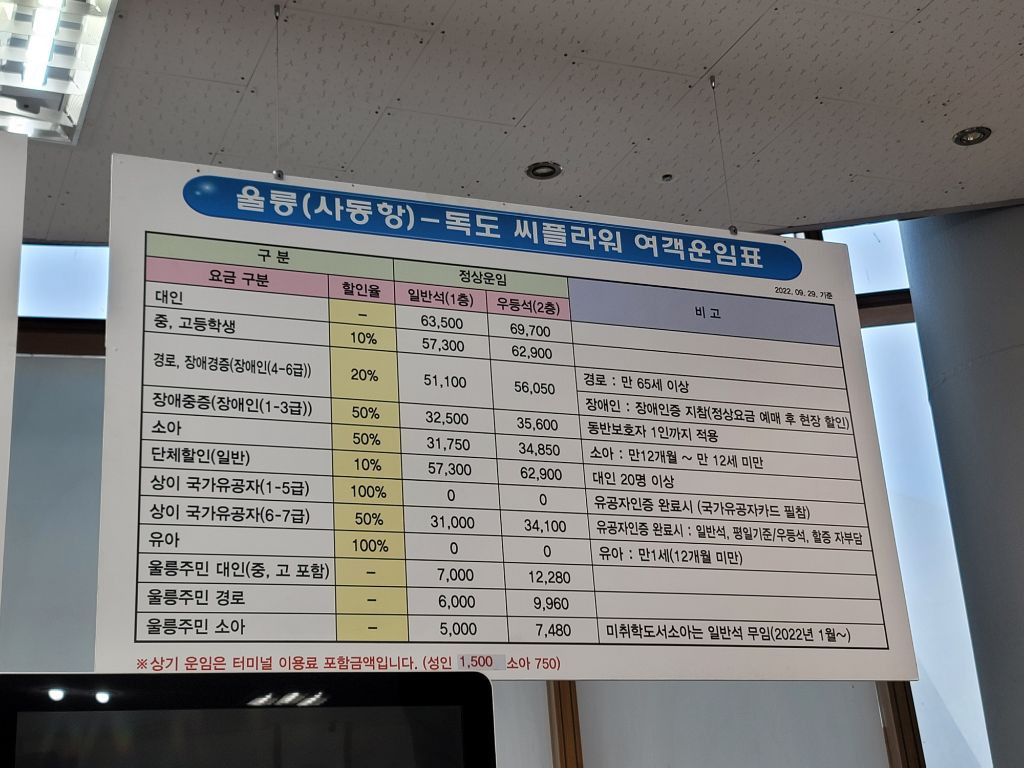 울릉(사동항)-독도 씨플라워 여객운임표
2022. 09. 29. 기준
구 분 정상운임 비 고
요금 구분 할인율 일반석(1층) 우등석(2층)
대인 - 63,500 69,700
중, 고등학생 10% 57,300 62,900
경로, 장애경증(장애인(4-6급)) 20% 51,100 56,050 경로 : 만 65세 이상
장애인 : 장애인증 지참(정상요금 예매 후 현장 할인)
장애중증(장애인(1-3급)) 50% 32,500 35,600 동반보호자 1인까지 적용
소아 50% 31,750 34,850 소아 : 만12개월 ~ 만 12세 미만
단체할인(일반) 10% 57,300 62,900 대인 20명 이상
상이 국가유공자(1-5급) 100% 0 0 유공자인증 완료시 (국가유공자카드 필참)
상이 국가유공자(6-7급) 50% 31,000 34,100 유공자인증 완료시 : 일반석, 평일기준/우등석, 할증 자부담
유아 100% 0 0 유아 : 만1세(12개월 미만)
울릉주민 대인(중, 고 포함) - 7,000 12,280
울릉주민 경로 - 6,000 9,960
울릉주민 소아 - 5,000 7,480 미취학도서소아는 일반석 무임(2022년 1월~)
※상기 운임은 터미널 이용료 포함금액입니다. (성인 1,500 소아 750)